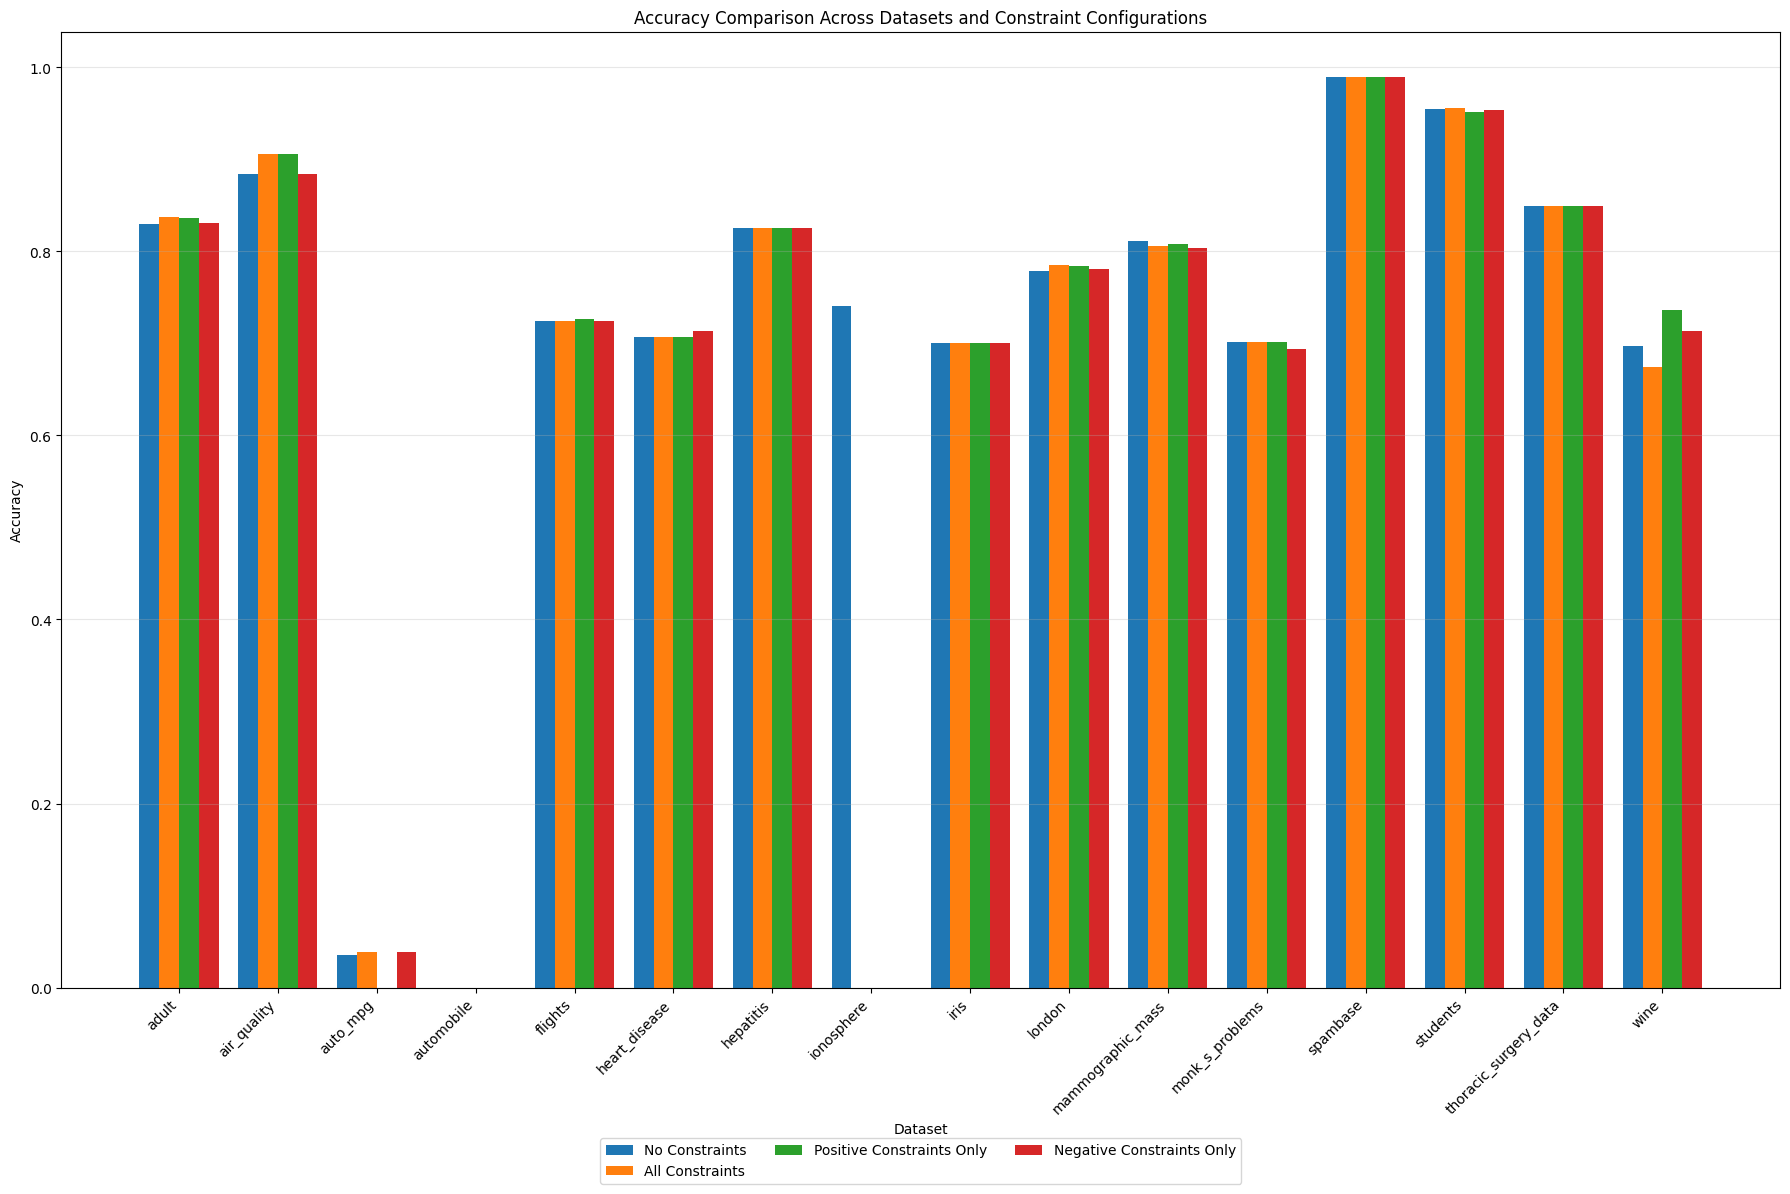 Accuracy Comparison Across Datasets and Constraint Configurations
1.0
0.8
0.6
0.4
0.2
0.0
Accuracy
adult
air_quality
auto_mpg
automobile
flights
heart_disease
hepatitis
ionosphere
iris
london
mammographic_mass
monk_s_problems
spambase
students
thoracic_surgery_data
wine
Dataset
No Constraints
All Constraints
Positive Constraints Only
Negative Constraints Only